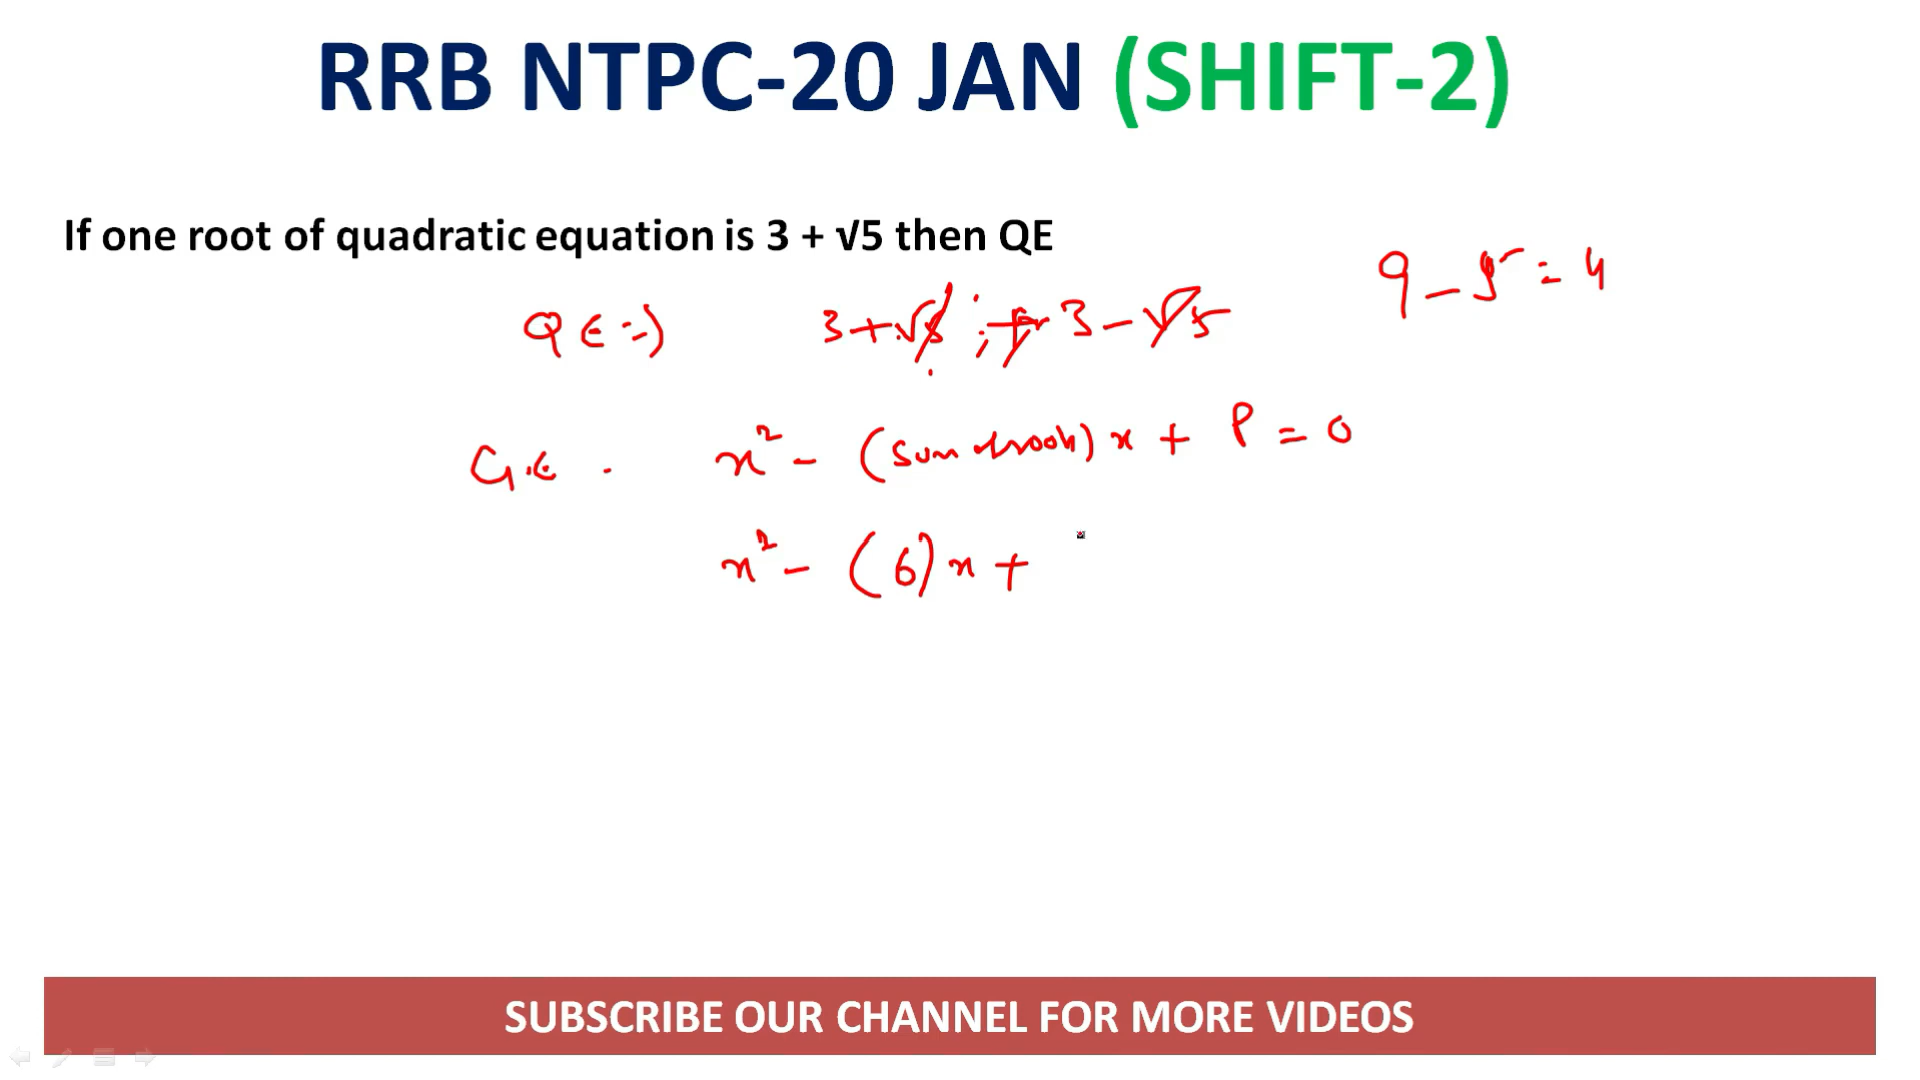 RRB NTPC-20 JAN (SHIFT-2)
If one root of quadratic equation is 3 + √5 then QE
9 - 5 = 4
QE => 3+√5 ; 3 - √5
G.E. x² - (sum of root) x + P = 0
x² - (6) x +
SUBSCRIBE OUR CHANNEL FOR MORE VIDEOS